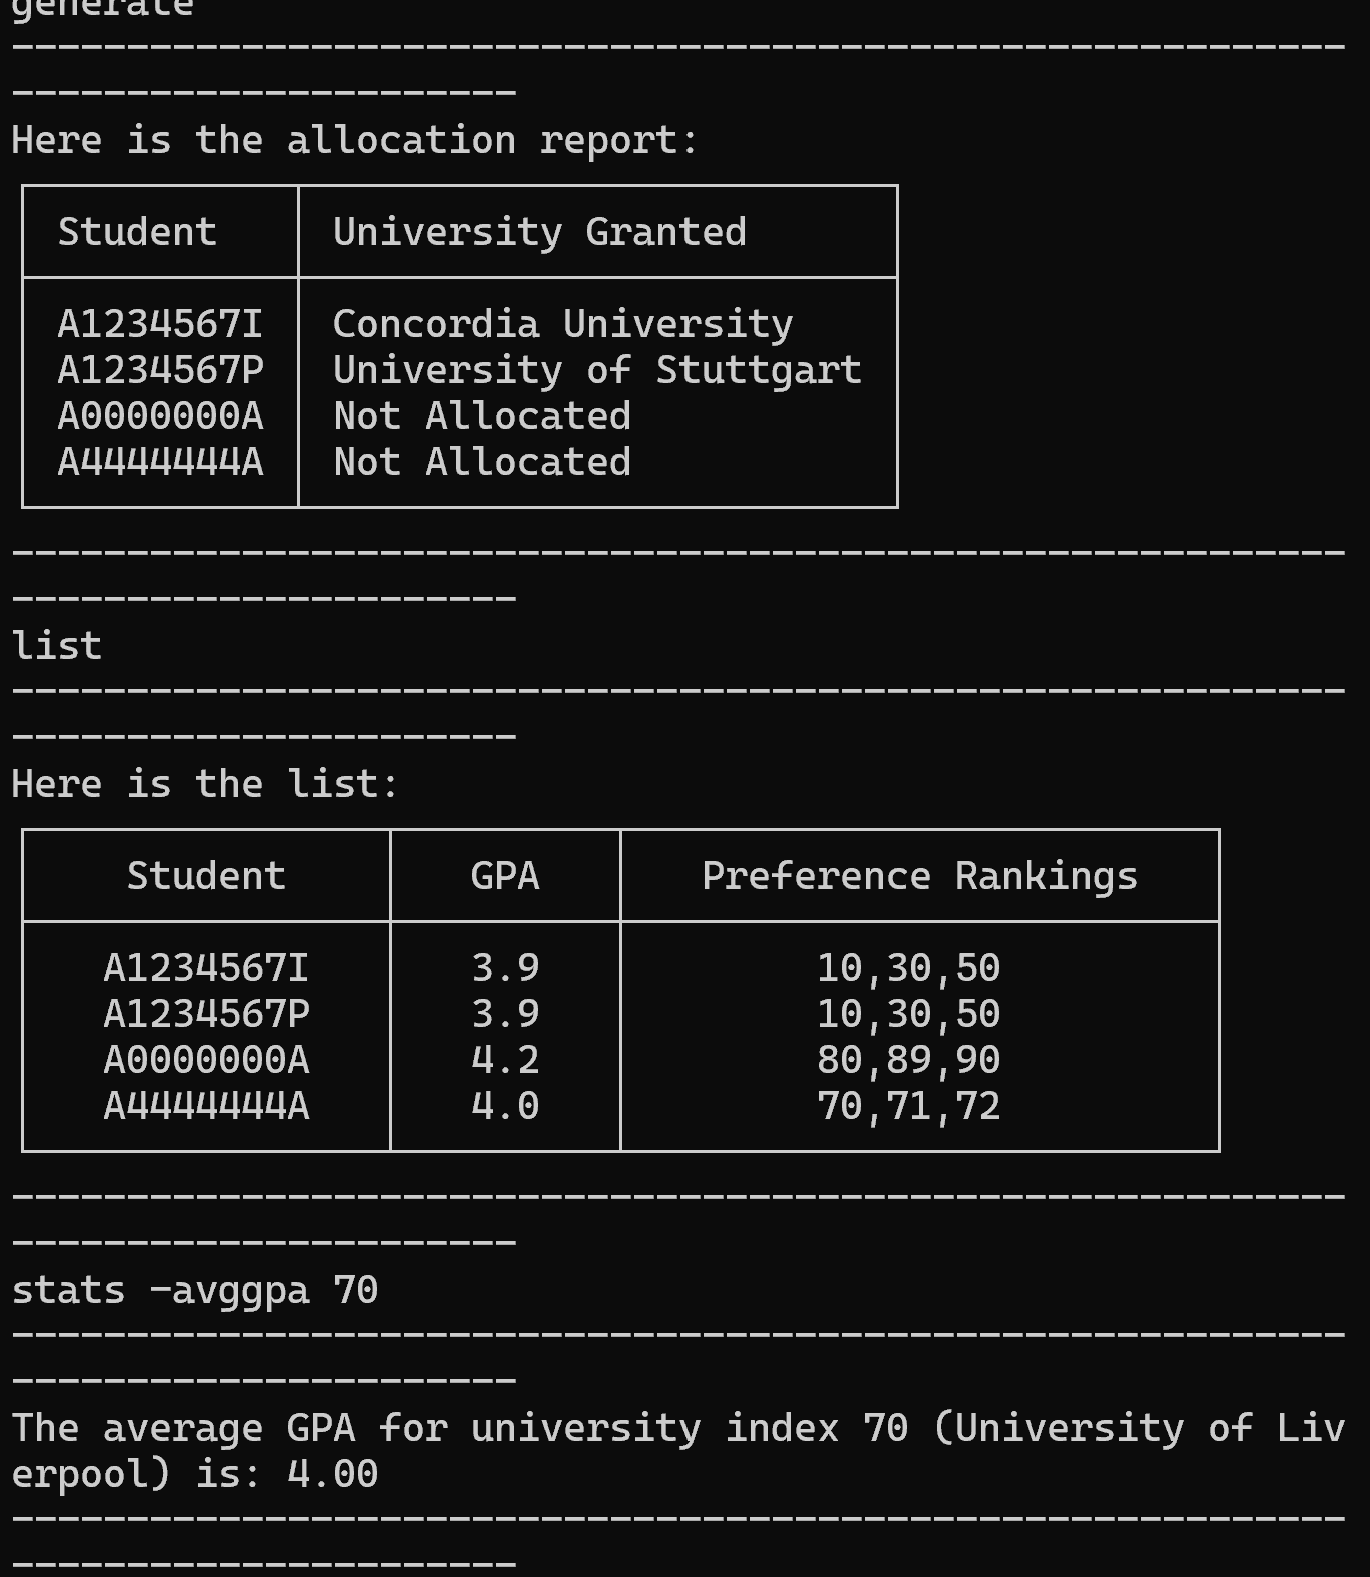 generate
----------------------------------------------------------
----------------------
Here is the allocation report:
Student University Granted
A1234567I Concordia University
A1234567P University of Stuttgart
A0000000A Not Allocated
A4444444A Not Allocated
----------------------------------------------------------
----------------------
list
----------------------------------------------------------
----------------------
Here is the list:
Student GPA Preference Rankings
A1234567I 3.9 10,30,50
A1234567P 3.9 10,30,50
A0000000A 4.2 80,89,90
A4444444A 4.0 70,71,72
----------------------------------------------------------
----------------------
stats -avggpa 70
----------------------------------------------------------
----------------------
The average GPA for university index 70 (University of Liv
erpool) is: 4.00
----------------------------------------------------------
----------------------